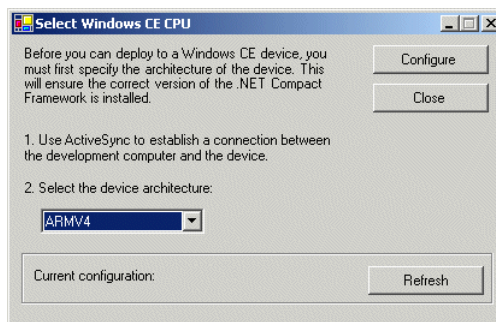 Select Windows CE CPU
Before you can deploy to a Windows CE device, you
must first specify the architecture of the device. This
will ensure the correct version of the .NET Compact
Framework is installed.
Configure
Close
1. Use ActiveSync to establish a connection between
the development computer and the device.
2. Select the device architecture:
ARMV4
Current configuration:
Refresh